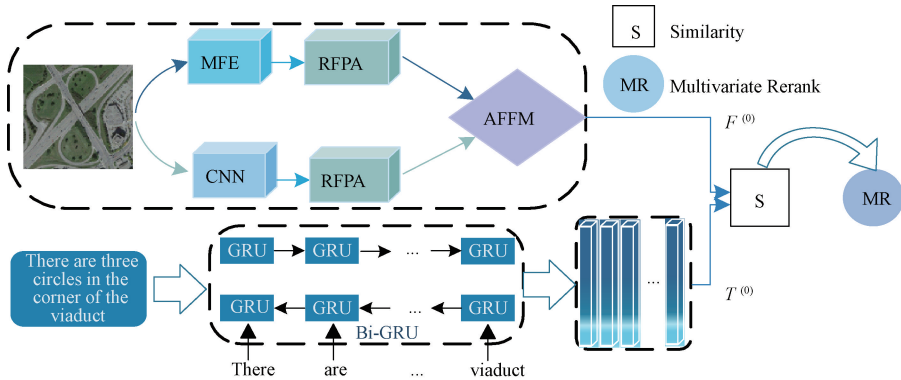 MFE
RFPA
AFFM
CNN
RFPA
S
Similarity
MR
Multivariate Rerank
F (0)
S
MR
There are three
circles in the
corner of the
viaduct
GRU
GRU
...
GRU
GRU
GRU
...
GRU
Bi-GRU
There
are
...
viaduct
...
T (0)